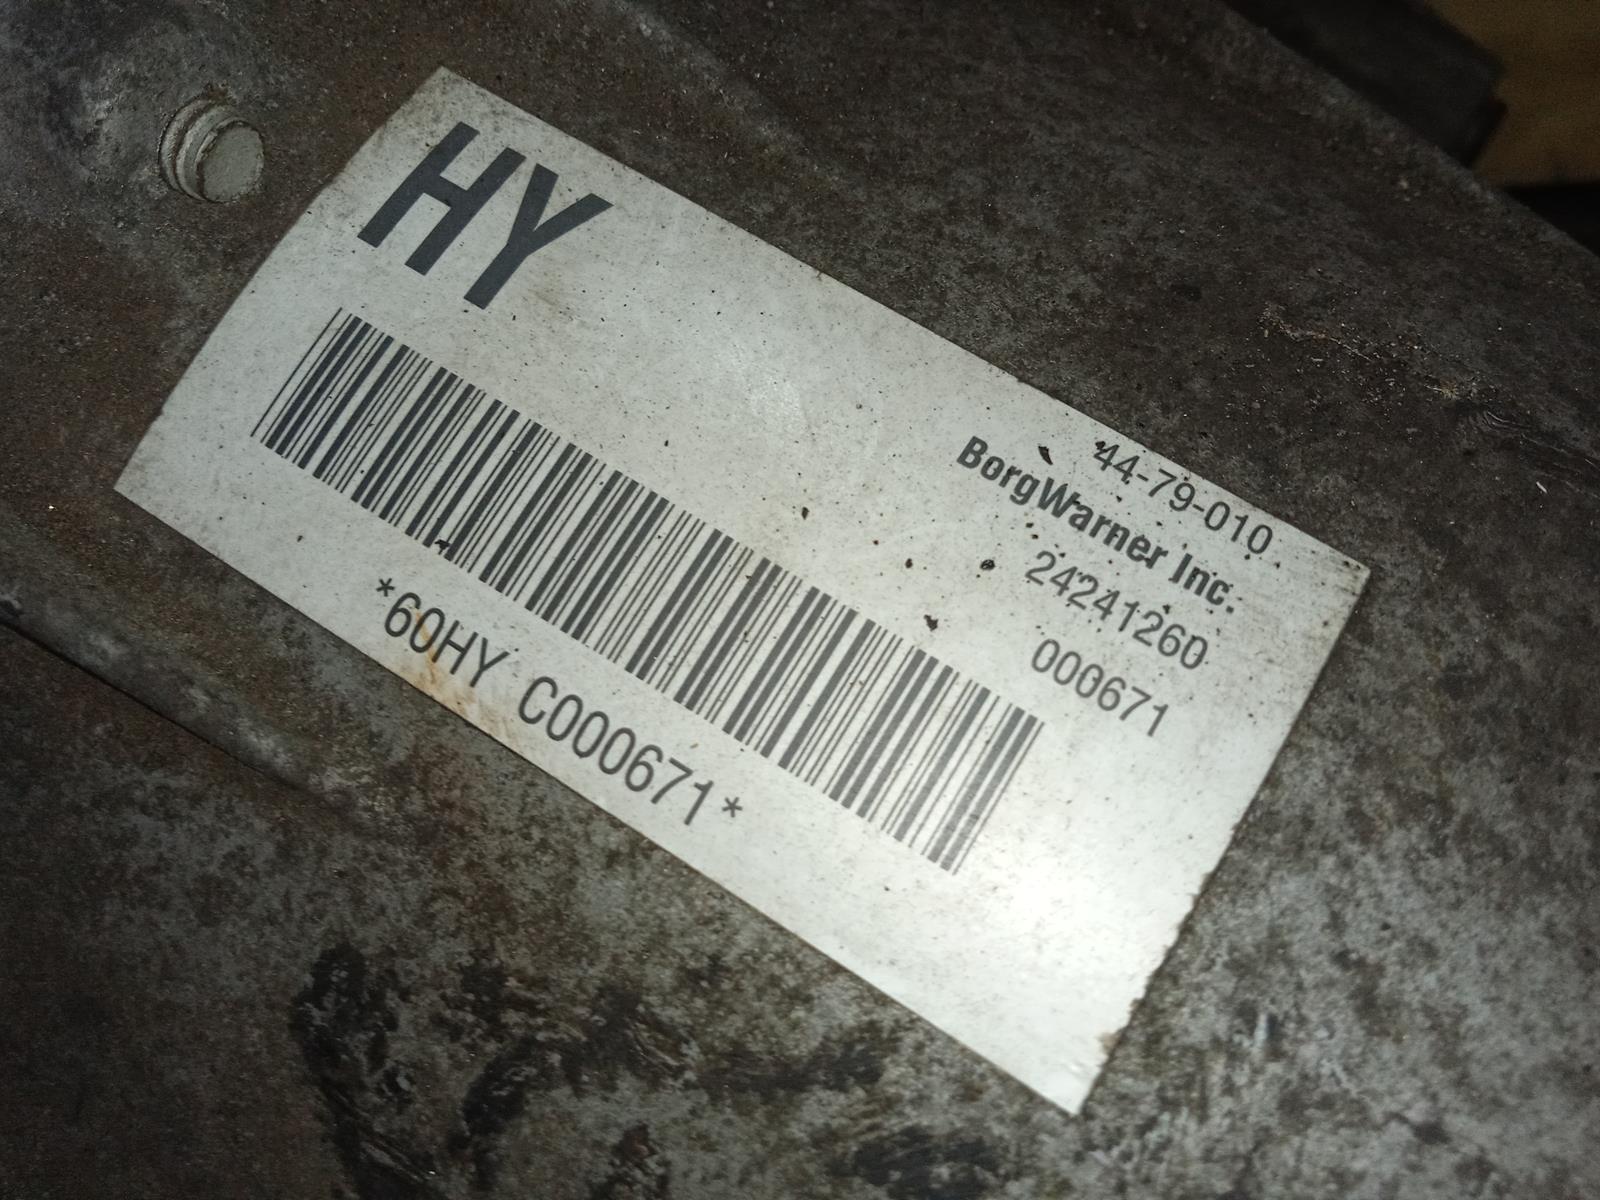 HY
44-79-010
BorgWarner Inc.
24241260
000671
*60HY C000671*